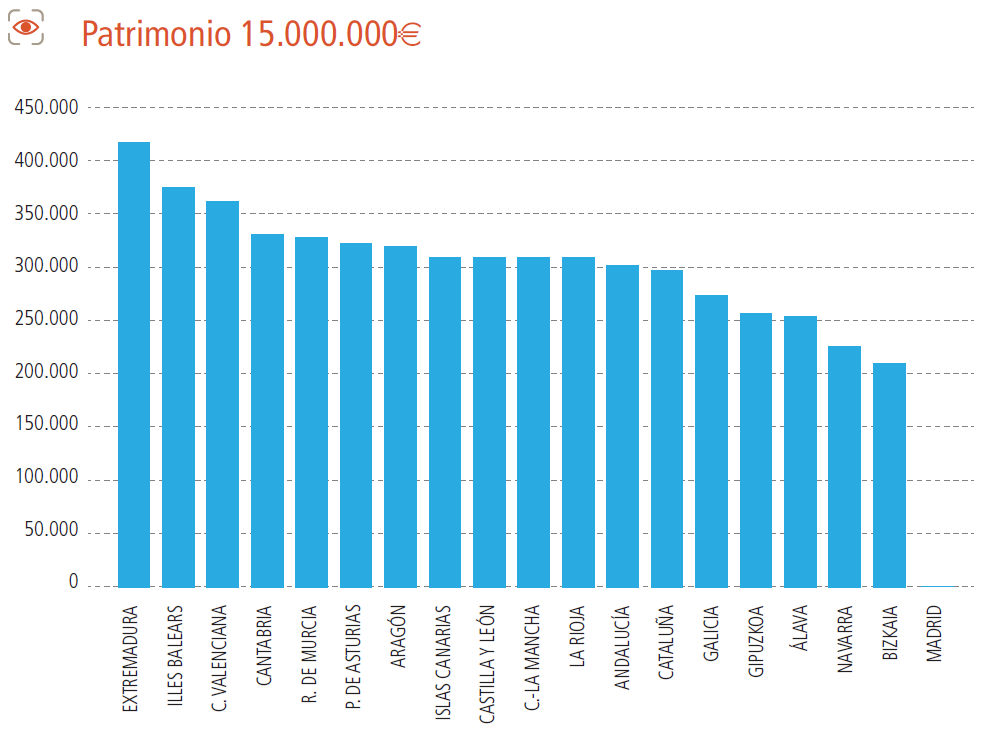 Patrimonio 15.000.000€
450.000
400.000
350.000
300.000
250.000
200.000
150.000
100.000
50.000
0
EXTREMADURA
ILLES BALEARS
C. VALENCIANA
CANTABRIA
R. DE MURCIA
P. DE ASTURIAS
ARAGÓN
ISLAS CANARIAS
CASTILLA Y LEÓN
C.-LA MANCHA
LA RIOJA
ANDALUCÍA
CATALUÑA
GALICIA
GIPUZKOA
ÁLAVA
NAVARRA
BIZKAIA
MADRID